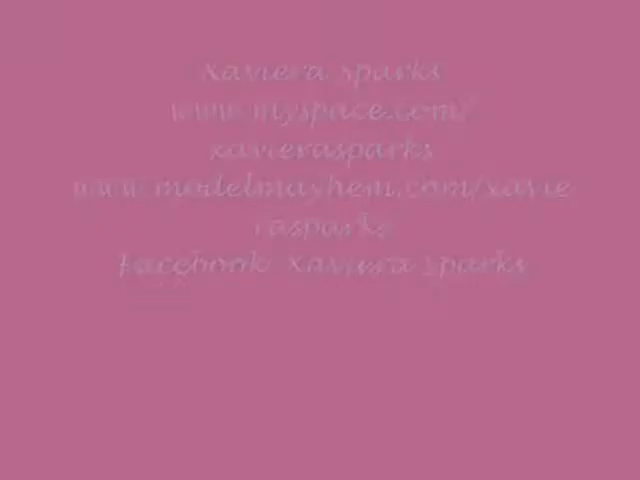 Xaviera Sparks
www.myspace.com/
xavierasparks
www.modelmayhem.com/xavie
rasparks
Facebook: Xaviera Sparks